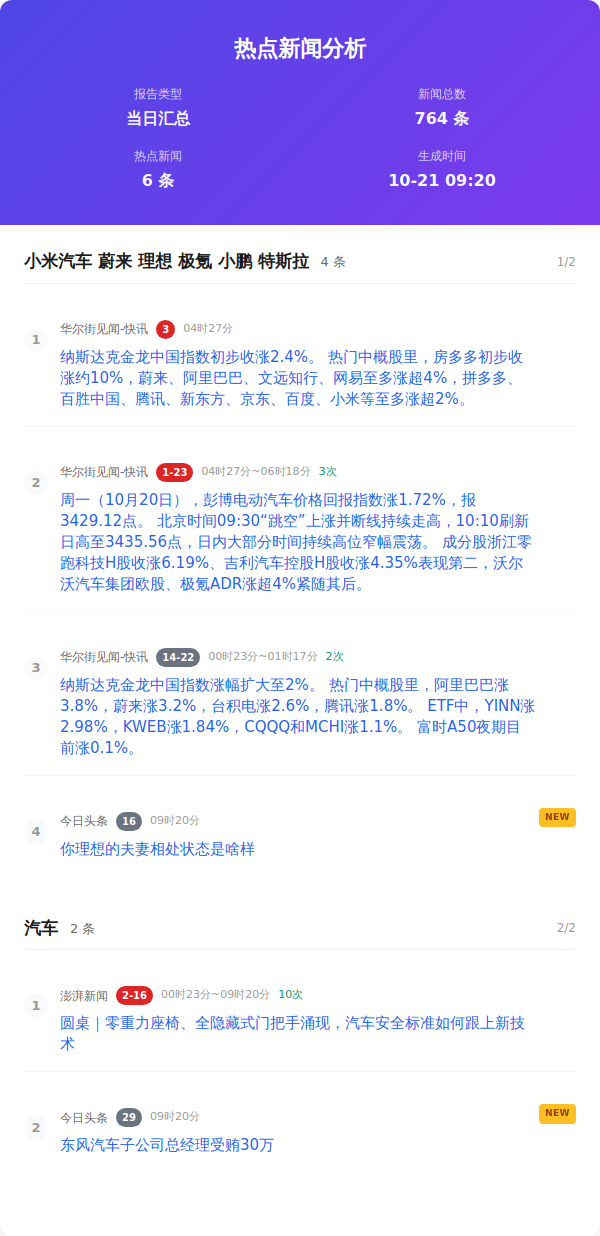 热点新闻分析
报告类型
新闻总数
当日汇总
764 条
热点新闻
生成时间
6 条
10-21 09:20
小米汽车 蔚来 理想 极氪 小鹏 特斯拉 4 条 1/2
1
华尔街见闻-快讯 3 04时27分
纳斯达克金龙中国指数初步收涨2.4%。 热门中概股里，房多多初步收
涨约10%，蔚来、阿里巴巴、文远知行、网易至多涨超4%，拼多多、
百胜中国、腾讯、新东方、京东、百度、小米等至多涨超2%。
2
华尔街见闻-快讯 1-23 04时27分~06时18分 3次
周一（10月20日），彭博电动汽车价格回报指数涨1.72%，报
3429.12点。 北京时间09:30“跳空”上涨并断线持续走高，10:10刷新
日高至3435.56点，日内大部分时间持续高位窄幅震荡。 成分股浙江零
跑科技H股收涨6.19%、吉利汽车控股H股收涨4.35%表现第二，沃尔
沃汽车集团欧股、极氪ADR涨超4%紧随其后。
3
华尔街见闻-快讯 14-22 00时23分~01时17分 2次
纳斯达克金龙中国指数涨幅扩大至2%。 热门中概股里，阿里巴巴涨
3.8%，蔚来涨3.2%，台积电涨2.6%，腾讯涨1.8%。 ETF中，YINN涨
2.98%，KWEB涨1.84%，CQQQ和MCHI涨1.1%。 富时A50夜期目
前涨0.1%。
4
今日头条 16 09时20分 NEW
你理想的夫妻相处状态是啥样
汽车 2 条 2/2
1
澎湃新闻 2-16 00时23分~09时20分 10次
圆桌｜零重力座椅、全隐藏式门把手涌现，汽车安全标准如何跟上新技
术
2
今日头条 29 09时20分 NEW
东风汽车子公司总经理受贿30万